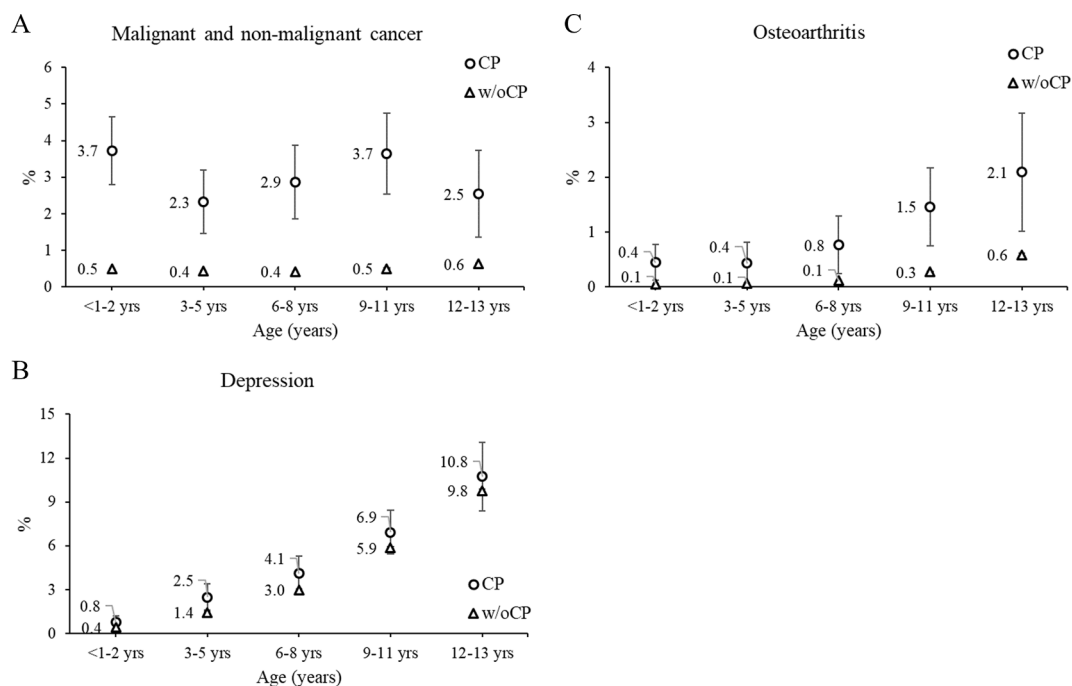 A
Malignant and non-malignant cancer
6
5
4
3
2
1
0
%
CP
w/oCP
3.7
2.3
2.9
3.7
2.5
0.5
0.4
0.4
0.5
0.6
<1-2 yrs
3-5 yrs
6-8 yrs
9-11 yrs
12-13 yrs
Age (years)
C
Osteoarthritis
4
3
2
1
0
%
CP
w/oCP
0.4
0.4
0.8
1.5
2.1
0.1
0.1
0.1
0.3
0.6
<1-2 yrs
3-5 yrs
6-8 yrs
9-11 yrs
12-13 yrs
Age (years)
B
Depression
15
12
9
6
3
0
%
0.8
2.5
4.1
6.9
10.8
0.4
1.4
3.0
5.9
9.8
CP
w/oCP
<1-2 yrs
3-5 yrs
6-8 yrs
9-11 yrs
12-13 yrs
Age (years)